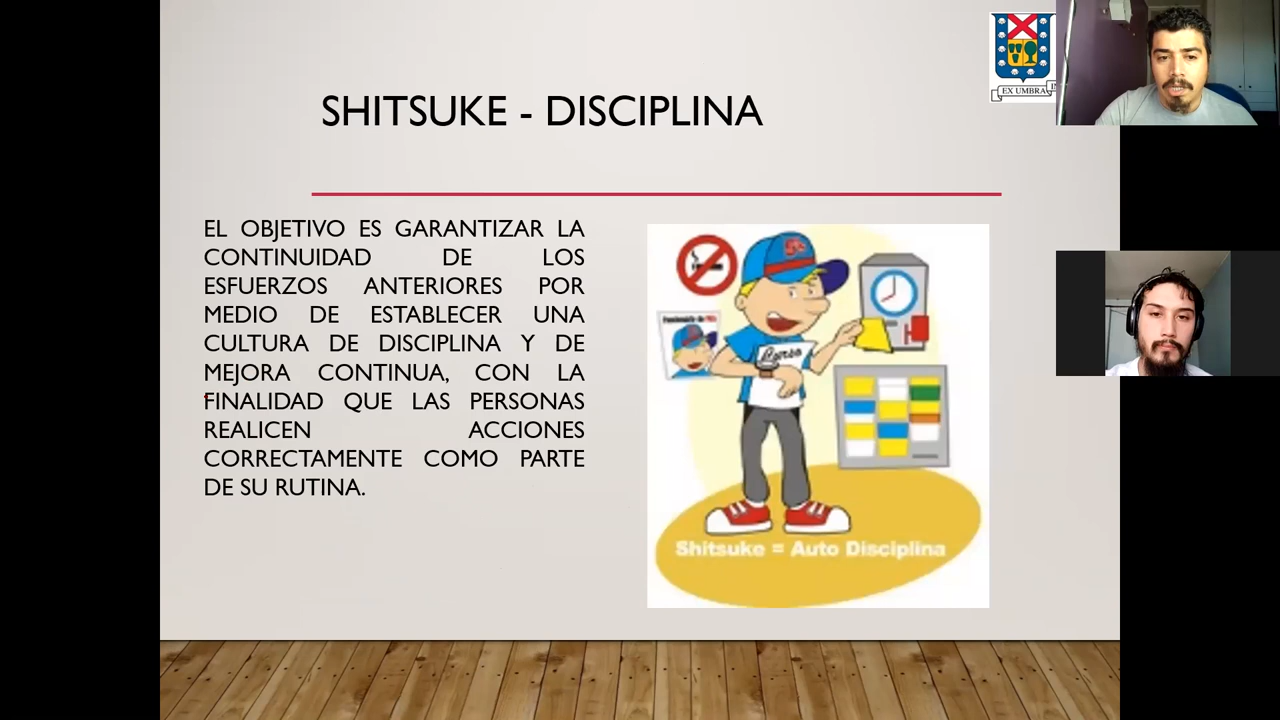 EX UMBRA
SHITSUKE - DISCIPLINA
EL OBJETIVO ES GARANTIZAR LA
CONTINUIDAD DE LOS
ESFUERZOS ANTERIORES POR
MEDIO DE ESTABLECER UNA
CULTURA DE DISCIPLINA Y DE
MEJORA CONTINUA, CON LA
FINALIDAD QUE LAS PERSONAS
REALICEN ACCIONES
CORRECTAMENTE COMO PARTE
DE SU RUTINA.
Curso
Shitsuke = Auto Disciplina